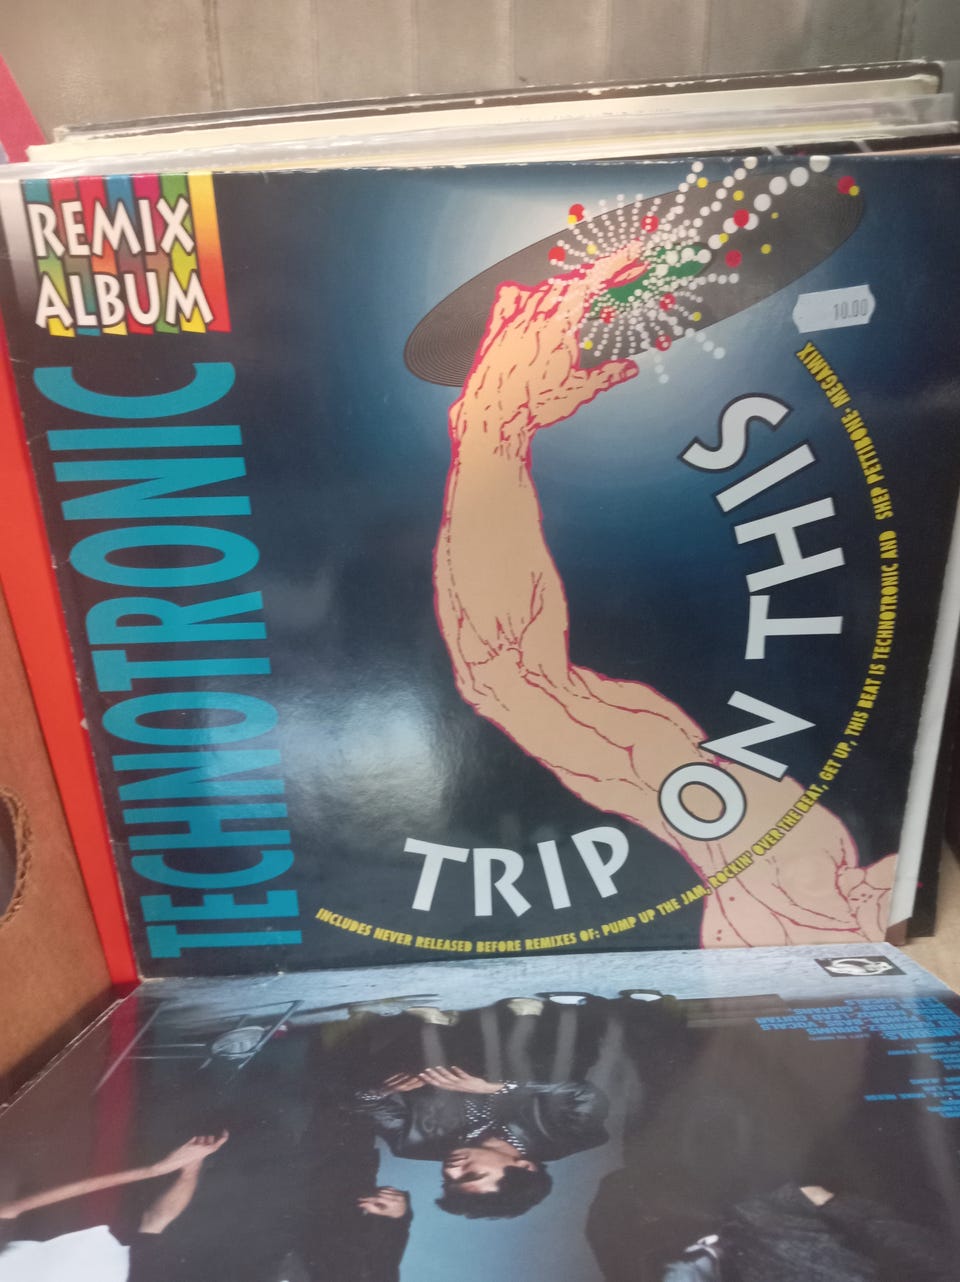 REMIX
ALBUM
TECHNOTRONIC
10.00
TRIP ON THIS
INCLUDES NEVER RELEASED BEFORE REMIXES OF: PUMP UP THE JAM, ROCKIN' OVER THE BEAT, GET UP, THIS BEAT IS TECHNOTRONIC AND SHEP PETTIBONE- MEGAMIX